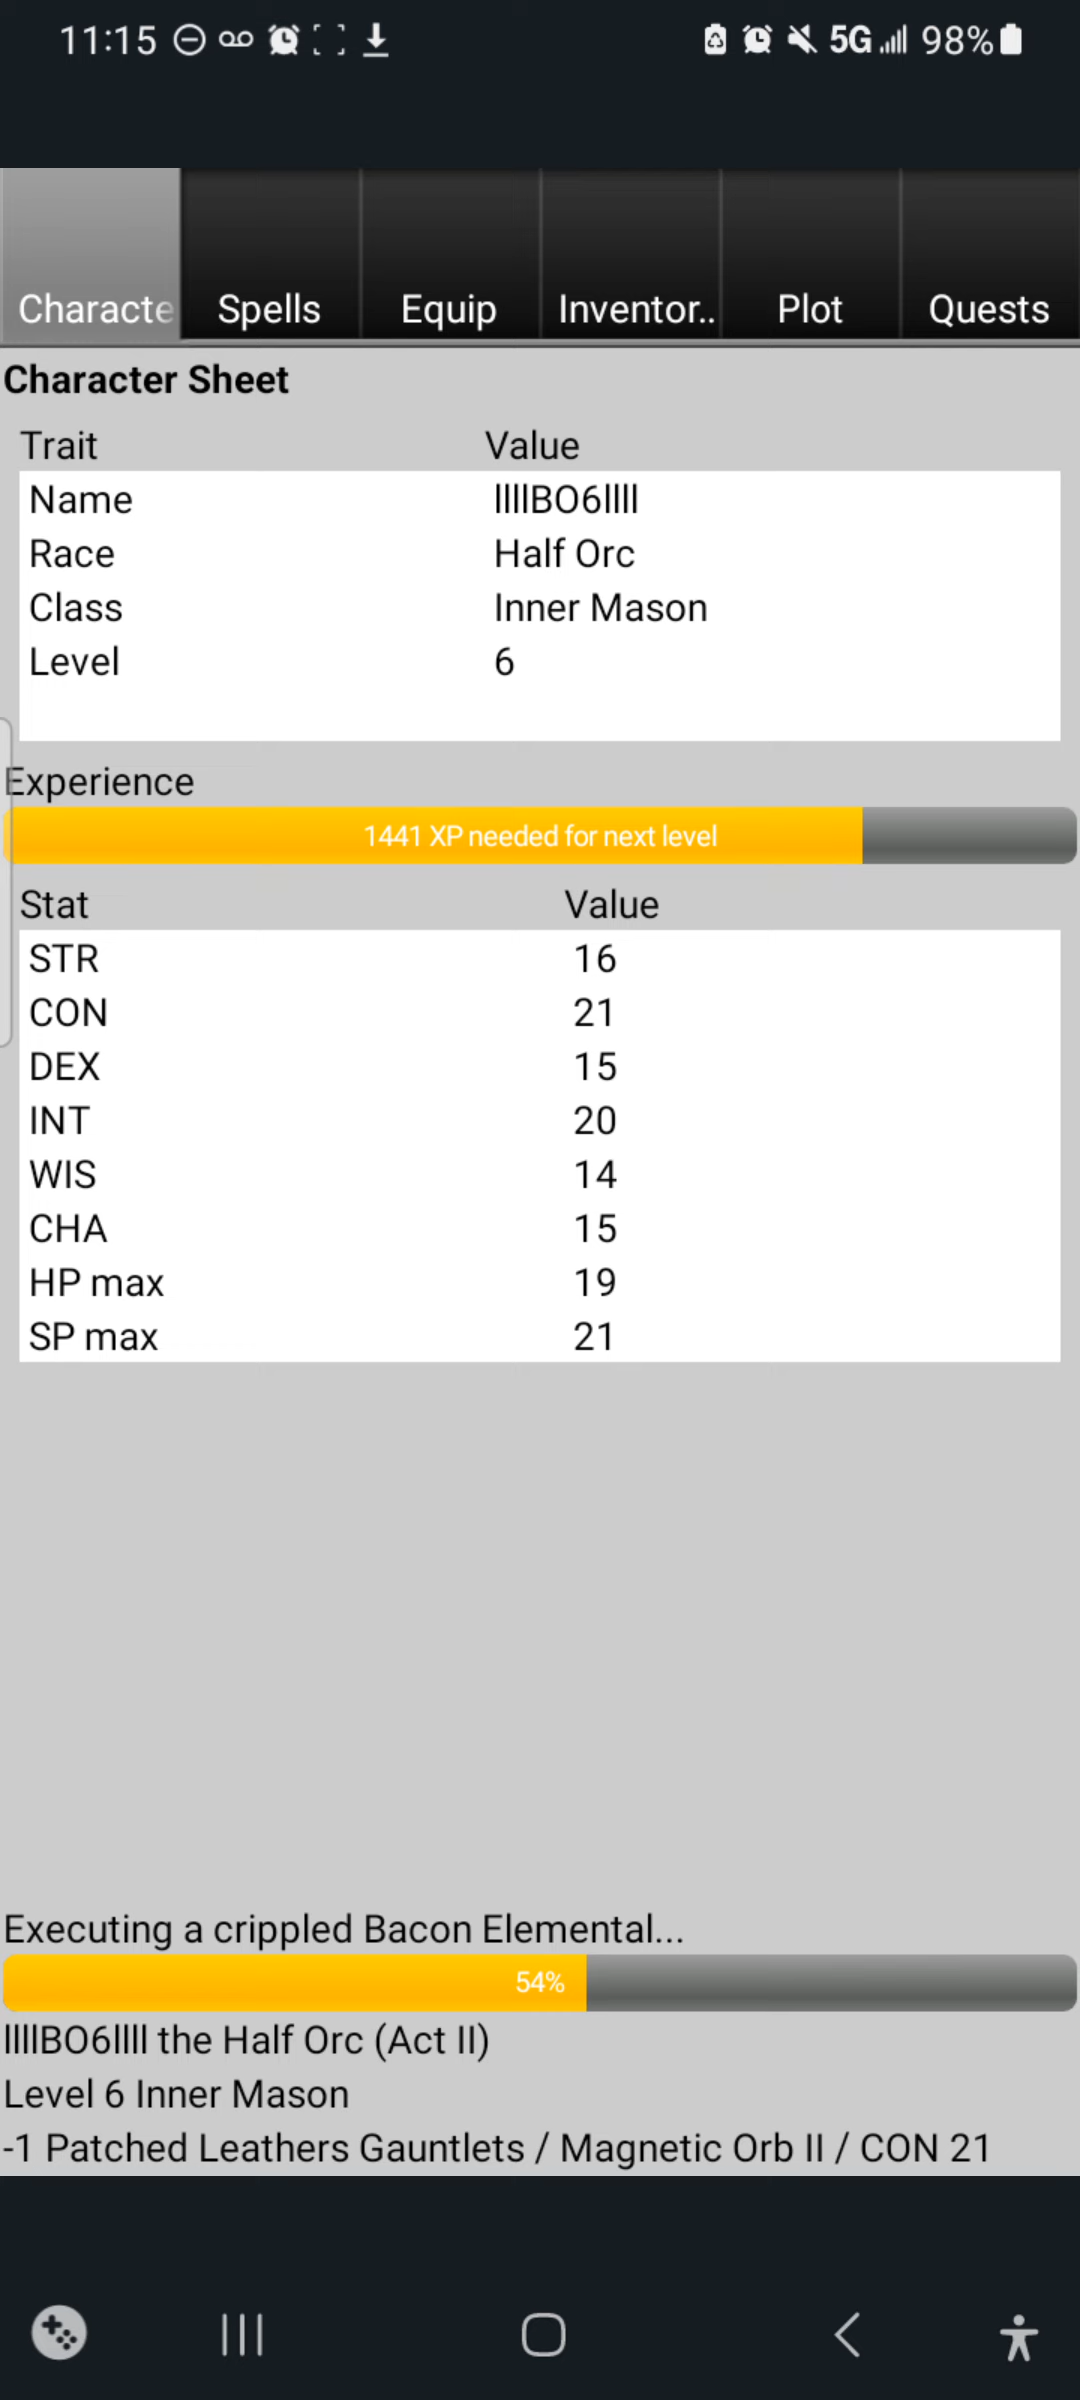 11:15 5G 98%
Characte Spells Equip Inventor.. Plot Quests
Character Sheet
Trait Value
Name llllBO6llll
Race Half Orc
Class Inner Mason
Level 6
Experience
1441 XP needed for next level
Stat Value
STR 16
CON 21
DEX 15
INT 20
WIS 14
CHA 15
HP max 19
SP max 21
Executing a crippled Bacon Elemental...
54%
llllBO6llll the Half Orc (Act II)
Level 6 Inner Mason
-1 Patched Leathers Gauntlets / Magnetic Orb II / CON 21